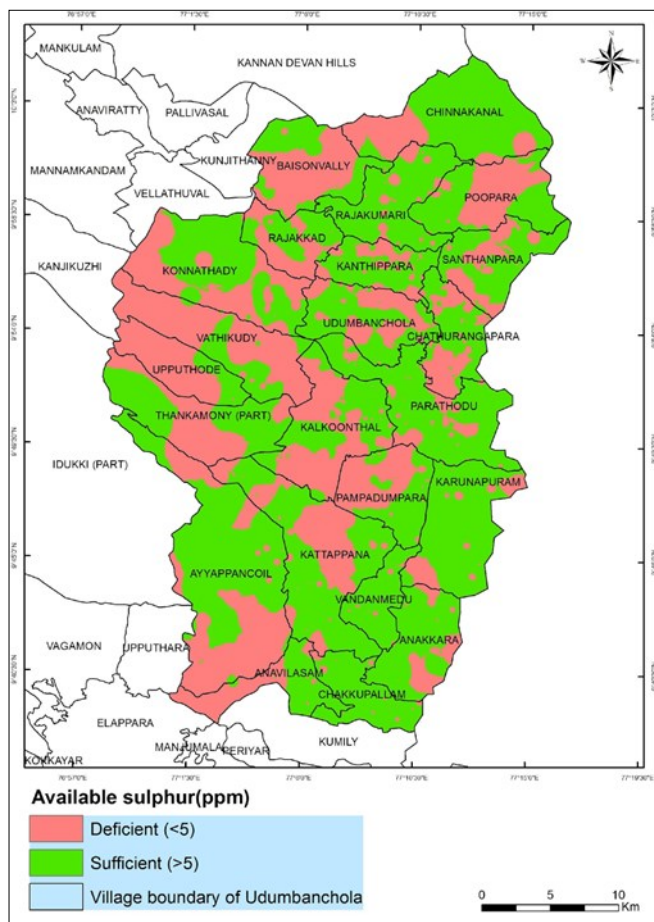 MANKULAM
KANNAN DEVAN HILLS
N
ANAVIRATTY
PALLIVASAL
CHINNAKANAL
KUNJITHANNY
BAISONVALLY
MANNAMKANDAM
VELLATHUVAL
POOPARA
RAJAKUMARI
RAJAKKAD
KANJIKUZHI
KONNATHADY
KANTHIPPARA
SANTHANPARA
UDUMBANCHOLA
VATHIKUDY
CHATHURANGAPARA
UPPUTHODE
PARATHODU
THANKAMONY (PART)
KALKOONTHAL
IDUKKI (PART)
KARUNAPURAM
PAMPADUMPARA
KATTAPPANA
AYYAPPANCOIL
VANDANMEDU
ANAKKARA
VAGAMON
UPPUTHARA
ANAVILASAM
CHAKKUPALLAM
ELAPPARA
KUMILY
MANJUMALA
PERIYAR
KOKKAYAR
Available sulphur(ppm)
Deficient (<5)
Sufficient (>5)
Village boundary of Udumbanchola
0 5 10
Km